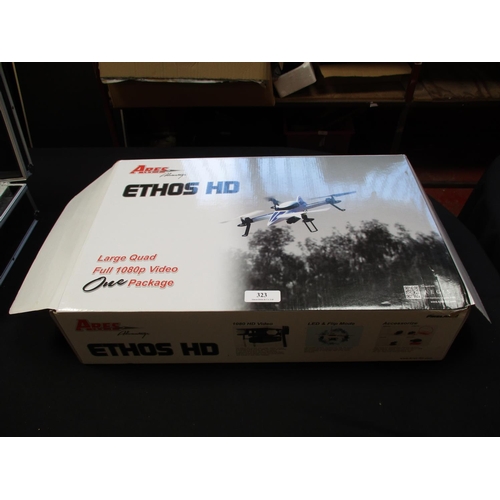 ARES
ETHOS HD
Large Quad
Full 1080p Video
One Package
323
ARES
ETHOS HD